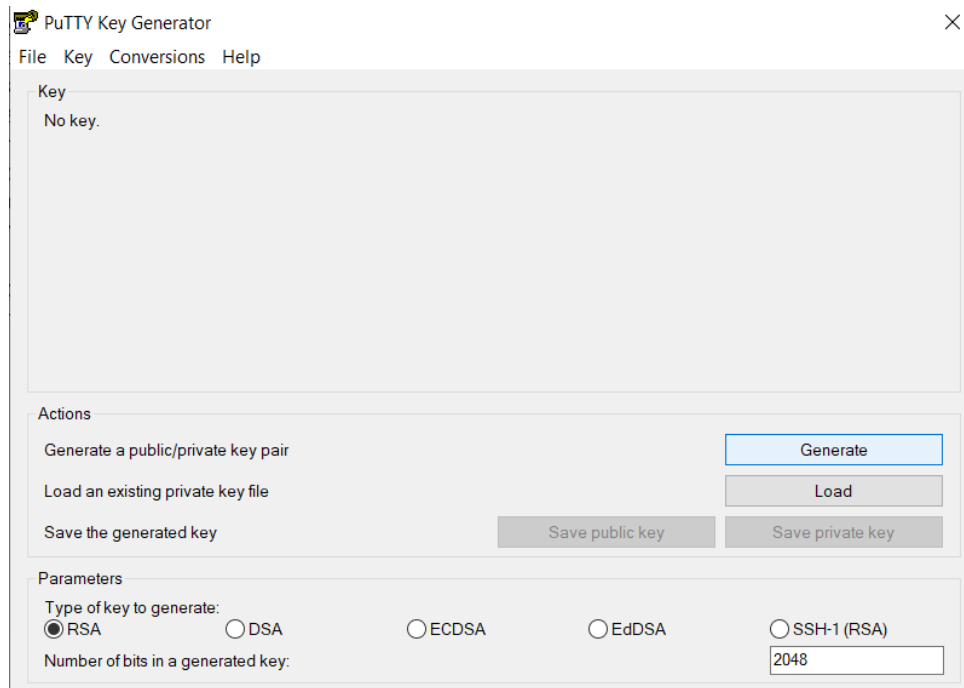 PuTTY Key Generator
File Key Conversions Help
Key
No key.
Actions
Generate a public/private key pair Generate
Load an existing private key file Load
Save the generated key Save public key Save private key
Parameters
Type of key to generate:
RSA DSA ECDSA EdDSA SSH-1 (RSA)
Number of bits in a generated key: 2048